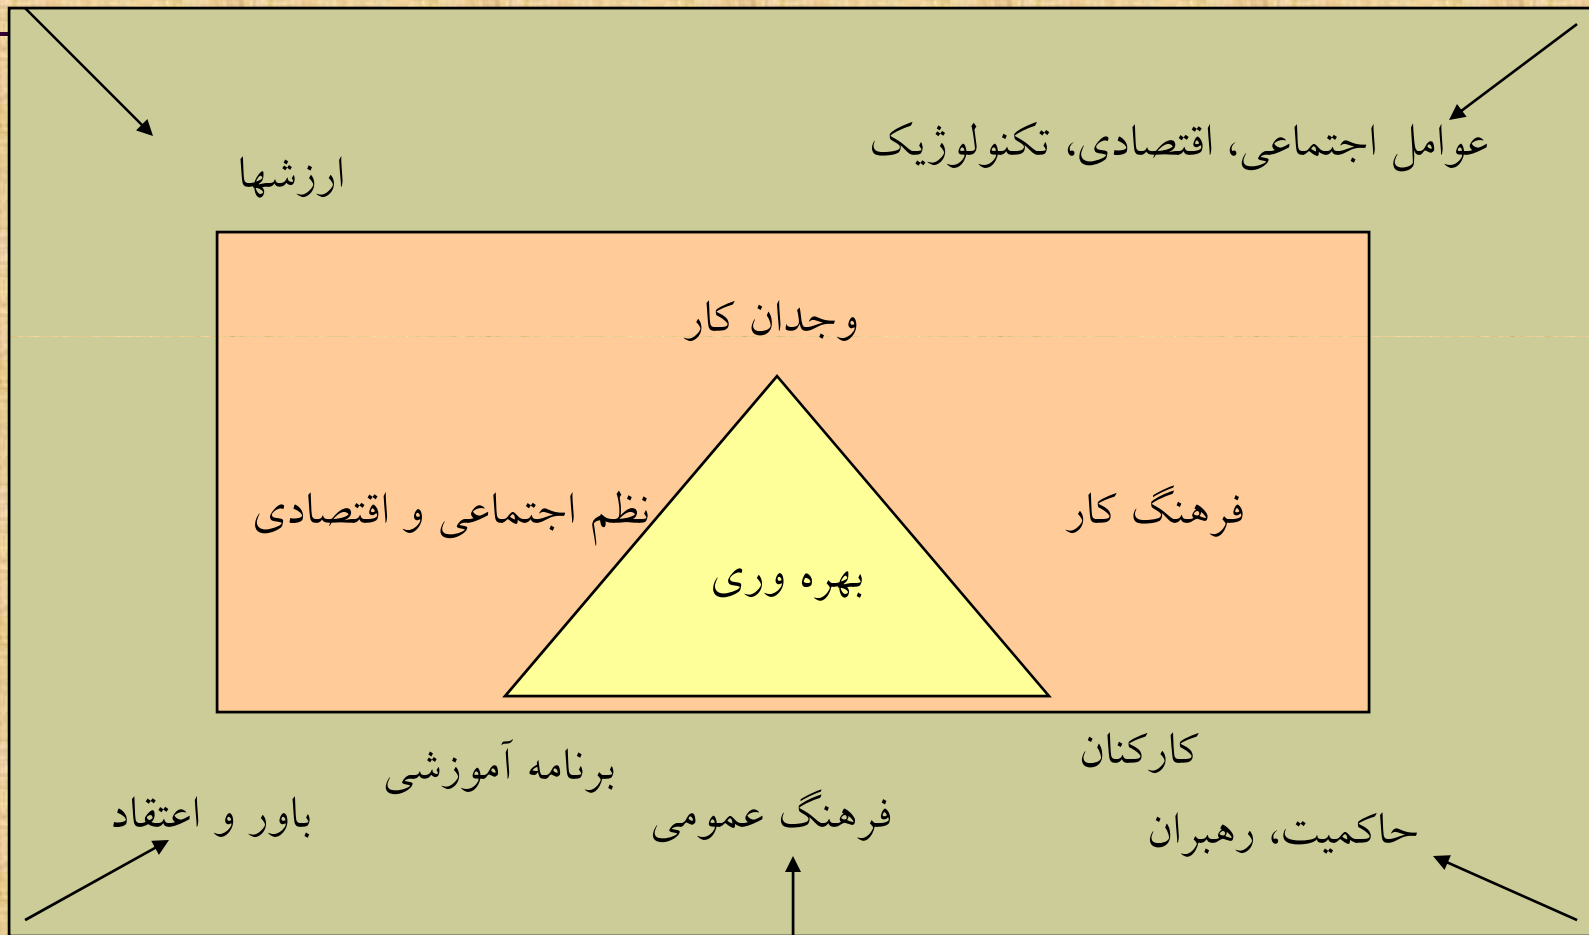 عوامل اجتماعی، اقتصادی، تکنولوژیک
ارزشها
وجدان کار
فرهنگ کار
نظم اجتماعی و اقتصادی
بهره وری
کارکنان
برنامه آموزشی
حاکمیت، رهبران
فرهنگ عمومی
باور و اعتقاد